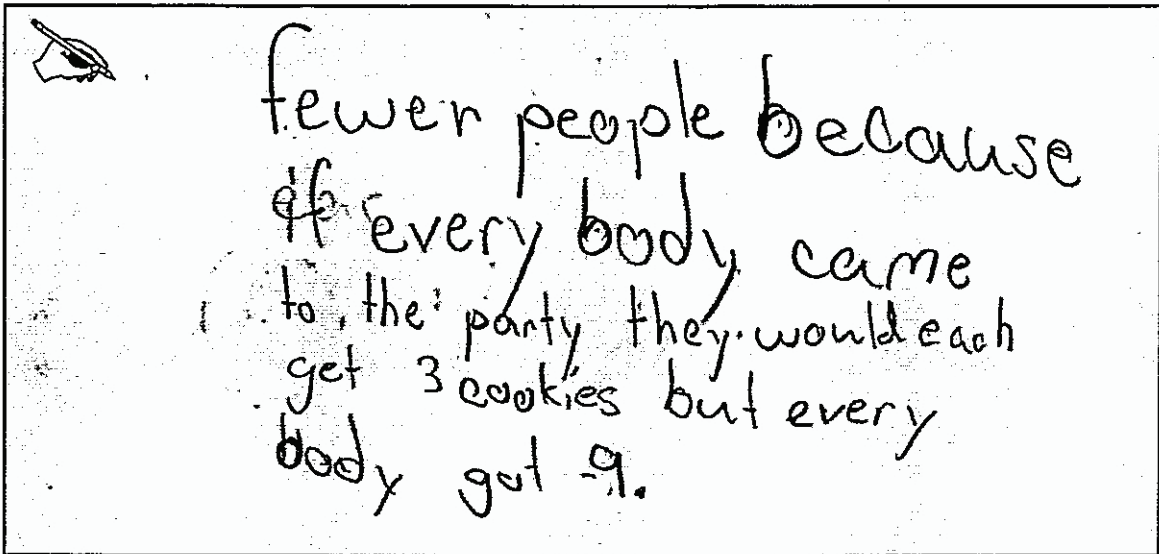 fewer people because
if every body came
to the party they would each
get 3 cookies but every
body got 9.